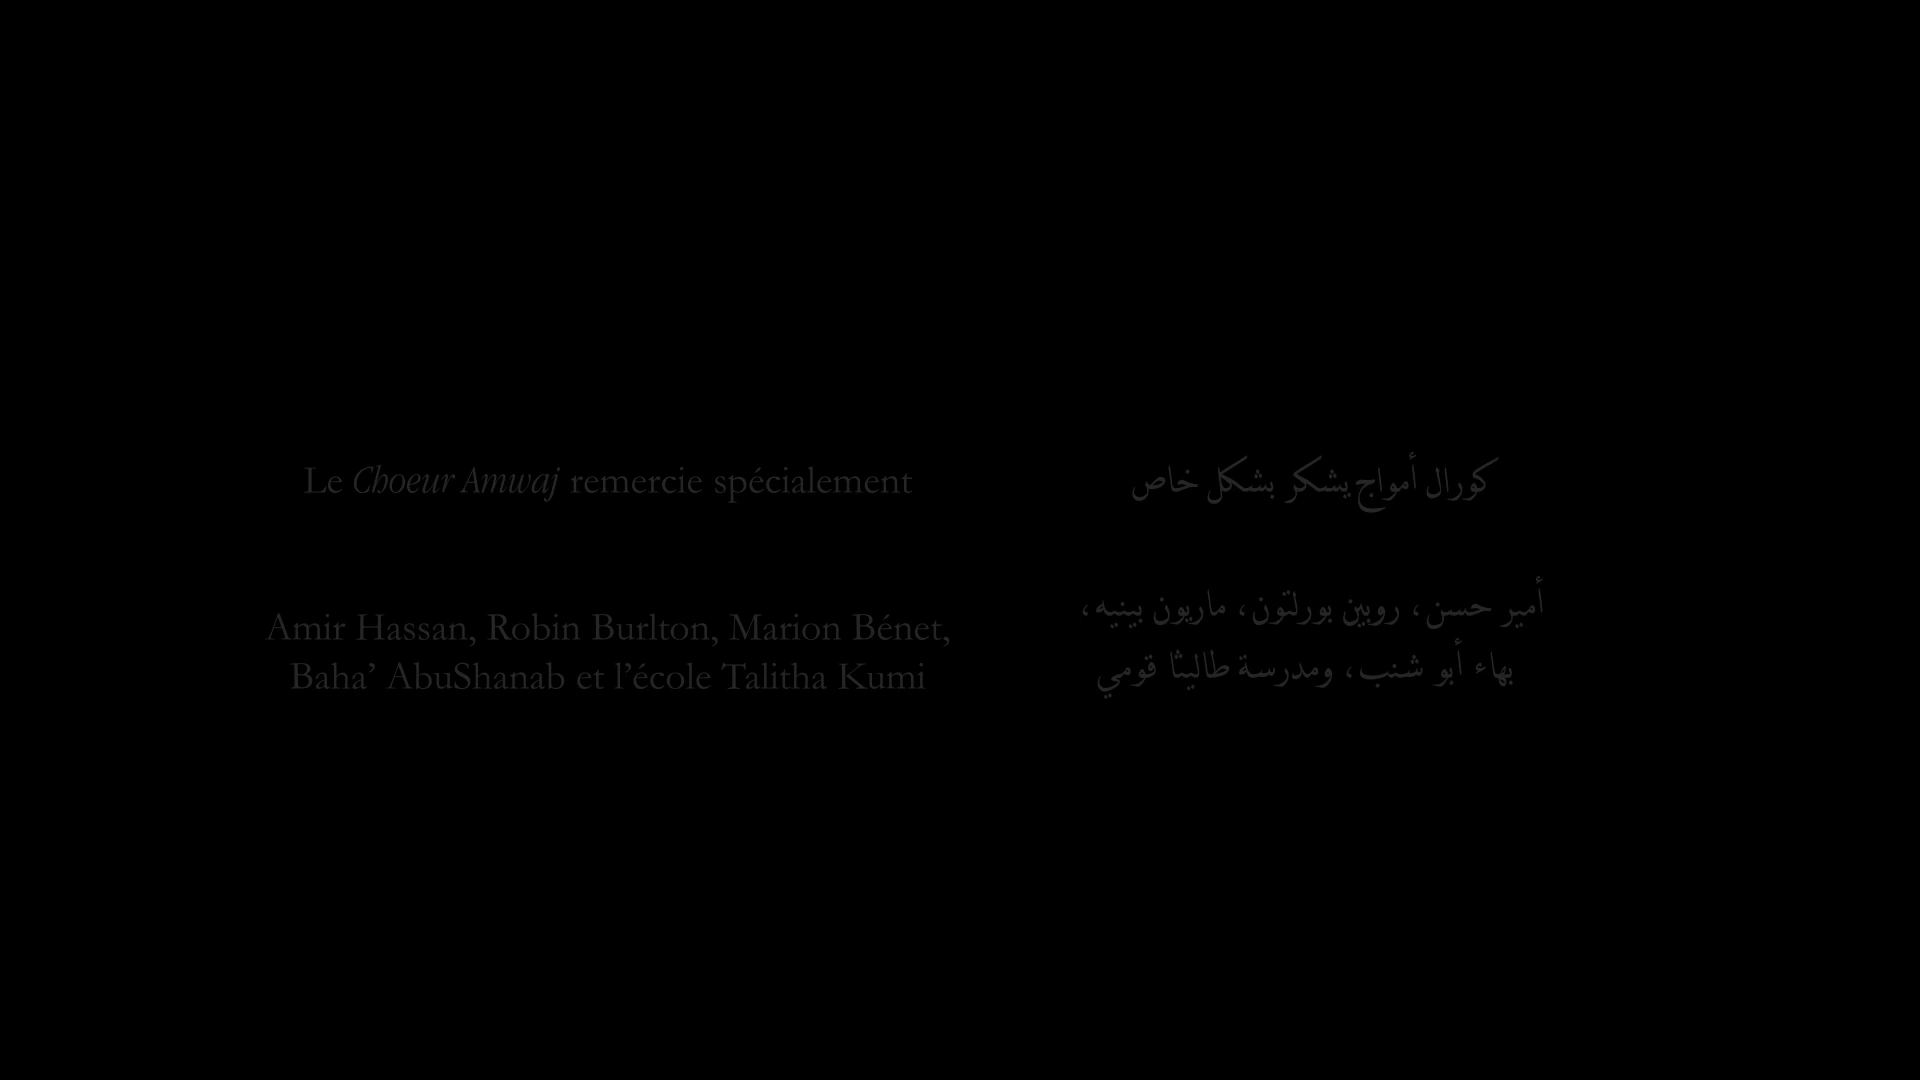 Le Choeur Amwaj remercie spécialement
Amir Hassan, Robin Burlton, Marion Bénet,
Baha’ AbuShanab et l’école Talitha Kumi
كورال أمواج يشكر بشكل خاص
أمير حسن، روبين بورلتون، ماريون بينيه،
بهاء أبو شنب، ومدرسة طاليثا قومي